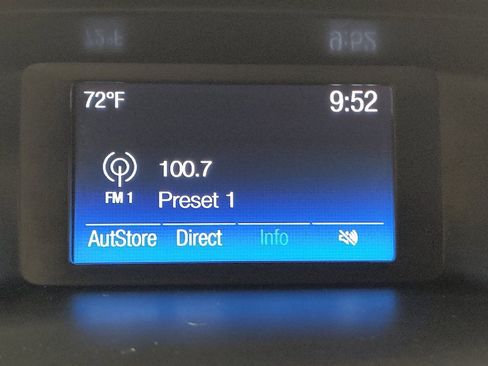 72°F 9:52
100.7
FM 1 Preset 1
AutStore Direct Info